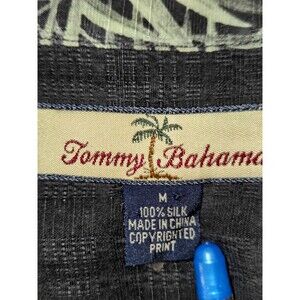 Tommy Bahama
M
100% SILK
MADE IN CHINA
COPYRIGHTED
PRINT